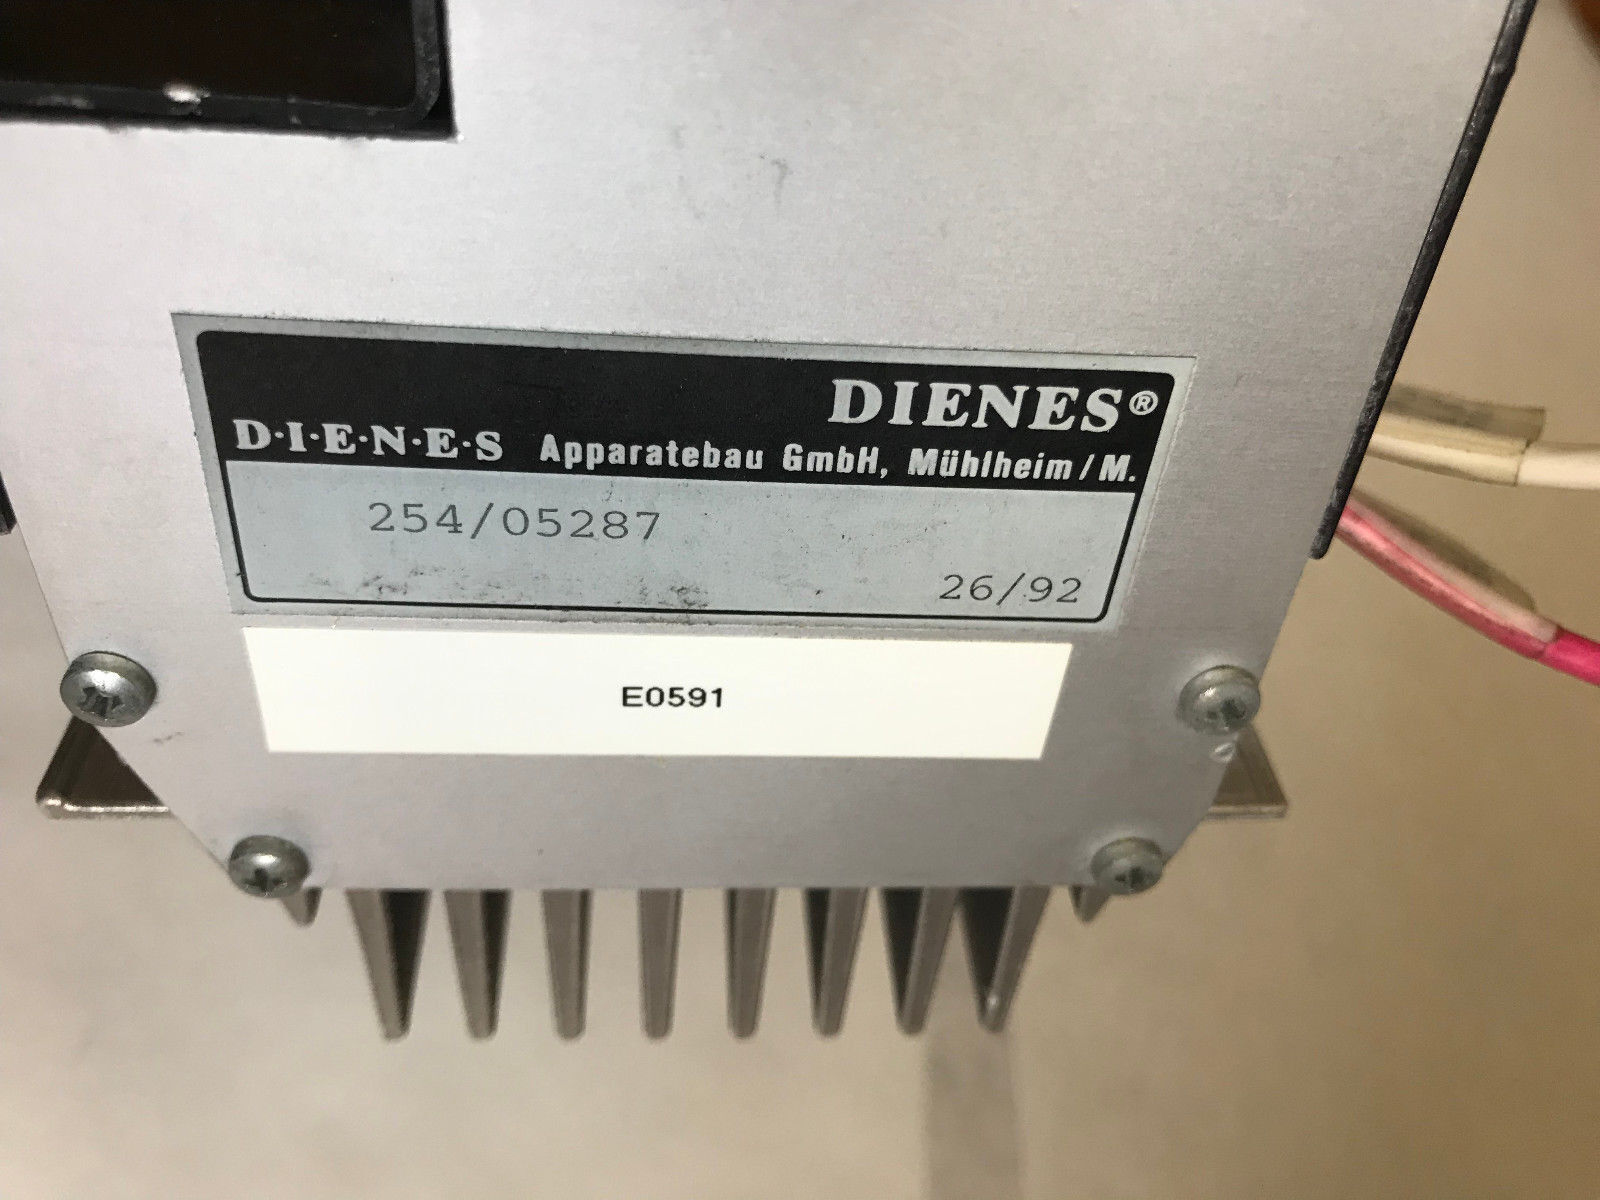 DIENES®
D·I·E·N·E·S Apparatebau GmbH, Mühlheim/M.
254/05287
26/92
E0591